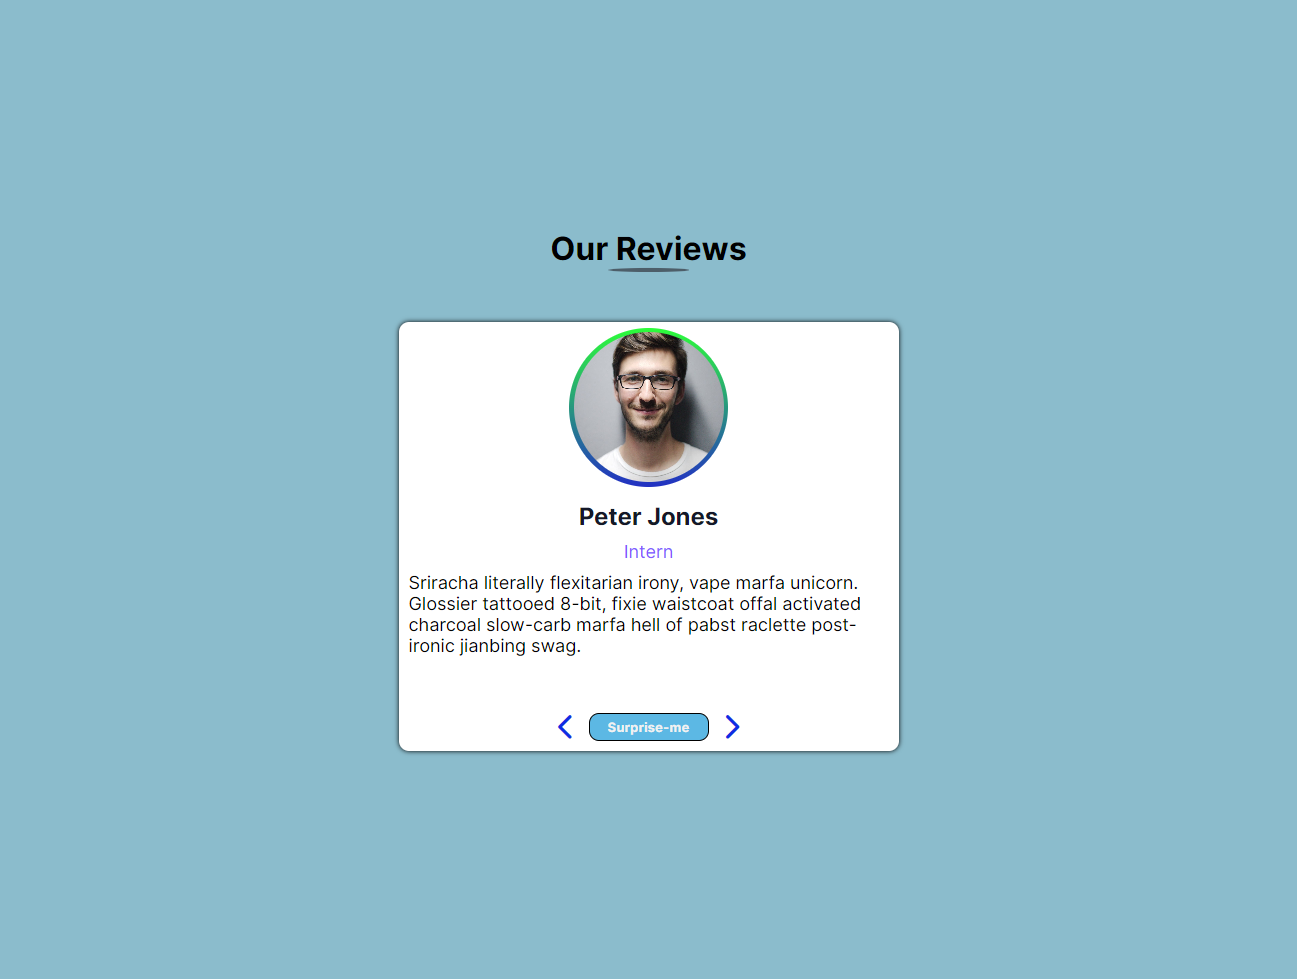 Our Reviews
Peter Jones
Intern
Sriracha literally flexitarian irony, vape marfa unicorn.
Glossier tattooed 8-bit, fixie waistcoat offal activated
charcoal slow-carb marfa hell of pabst raclette post-
ironic jianbing swag.
Surprise-me